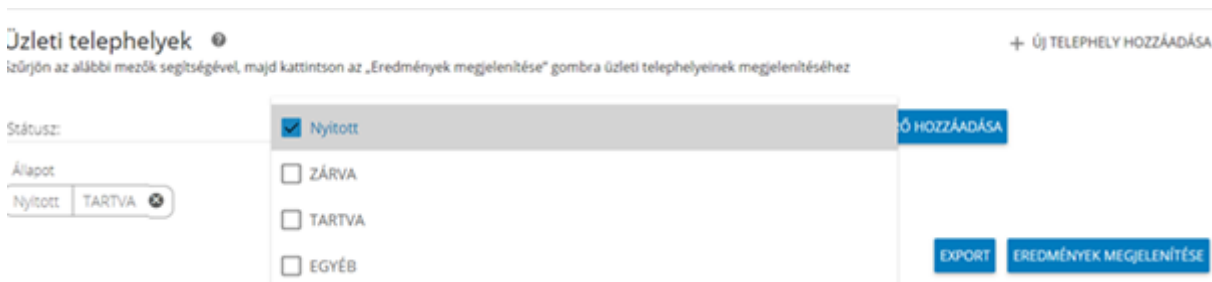 Üzleti telephelyek
+ ÚJ TELEPHELY HOZZÁADÁSA
Szűrjön az alábbi mezők segítségével, majd kattintson az „Eredmények megjelenítése” gombra üzleti telephelyeinek megjelenítéséhez
Státusz:
Nyitott
Ő HOZZÁADÁSA
Állapot
ZÁRVA
Nyitott TARTVA
TARTVA
EGYÉB
EXPORT
EREDMÉNYEK MEGJELENÍTÉSE